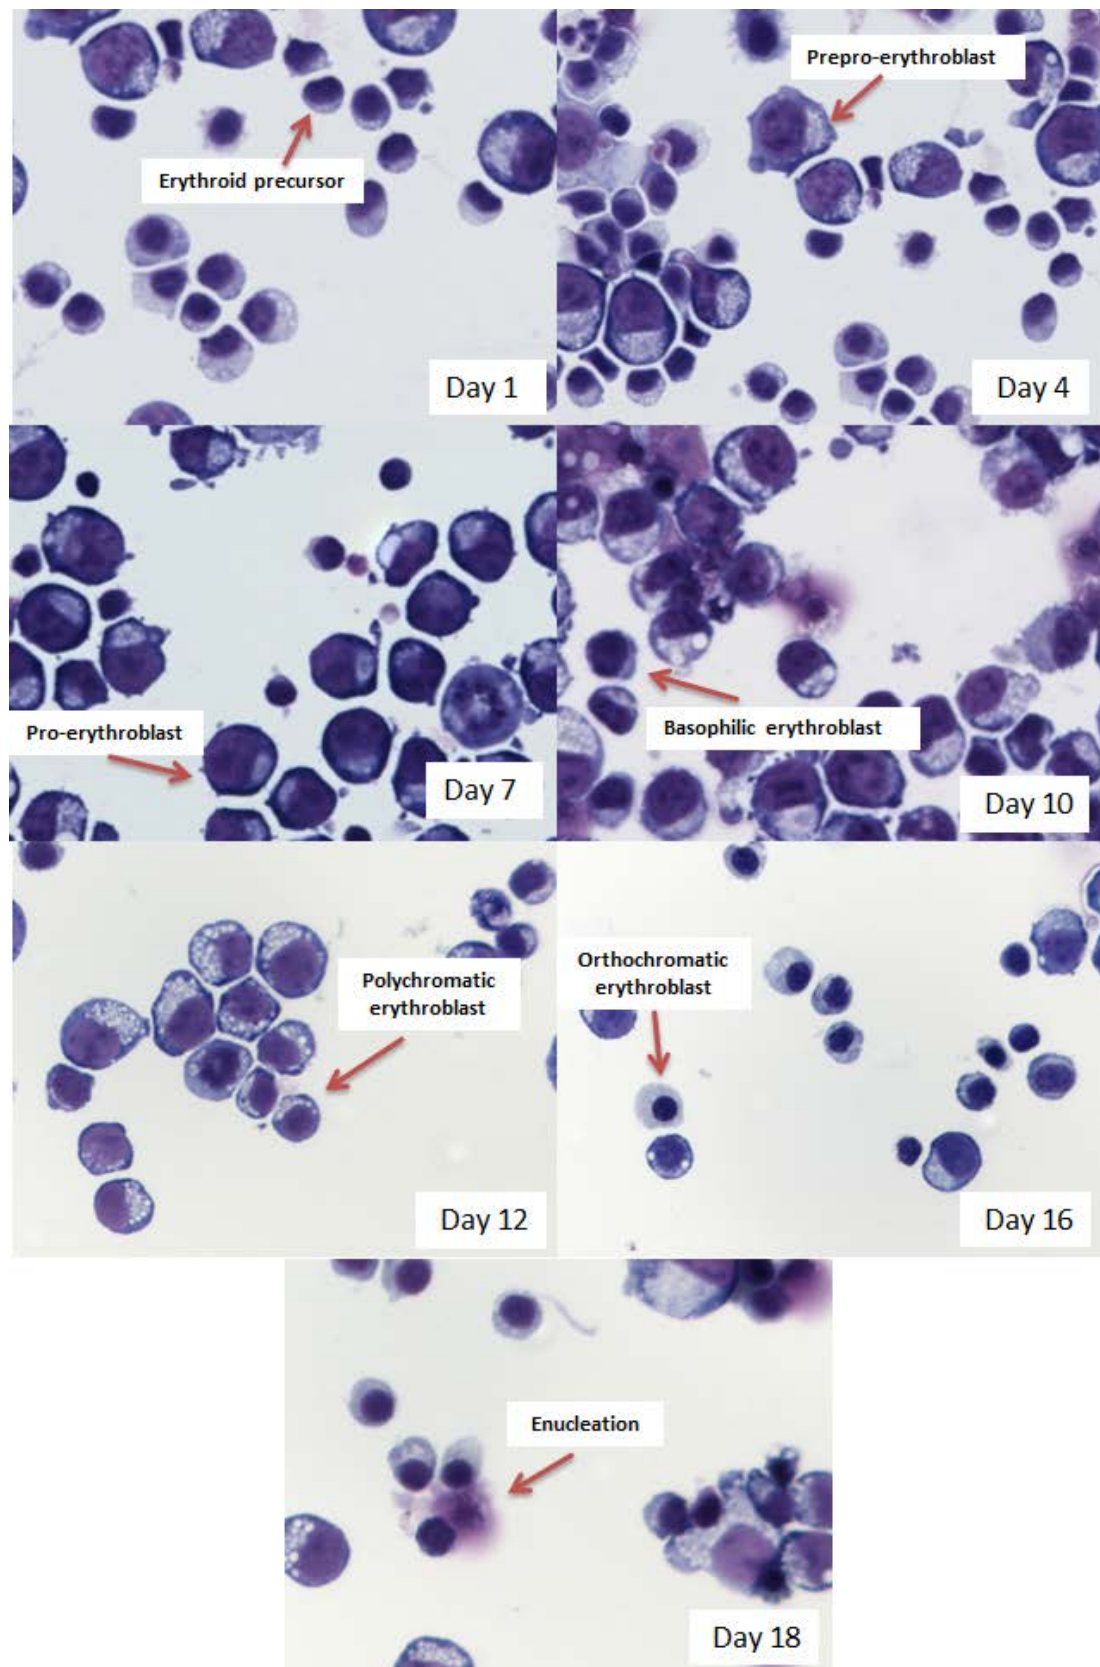 Erythroid precursor
Day 1
Prepro-erythroblast
Day 4
Pro-erythroblast
Day 7
Basophilic erythroblast
Day 10
Polychromatic
erythroblast
Day 12
Orthochromatic
erythroblast
Day 16
Enucleation
Day 18